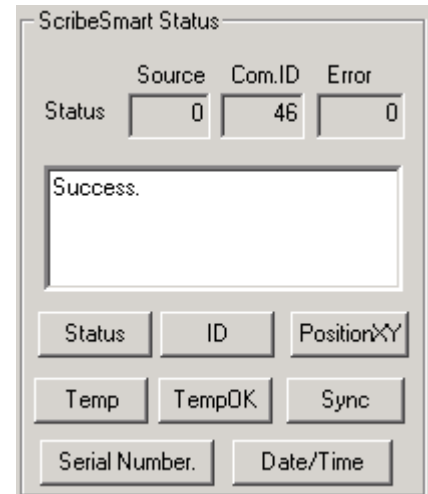 ScribeSmart Status
Source Com.ID Error
Status 0 46 0
Success.
Status ID PositionXY
Temp TempOK Sync
Serial Number. Date/Time